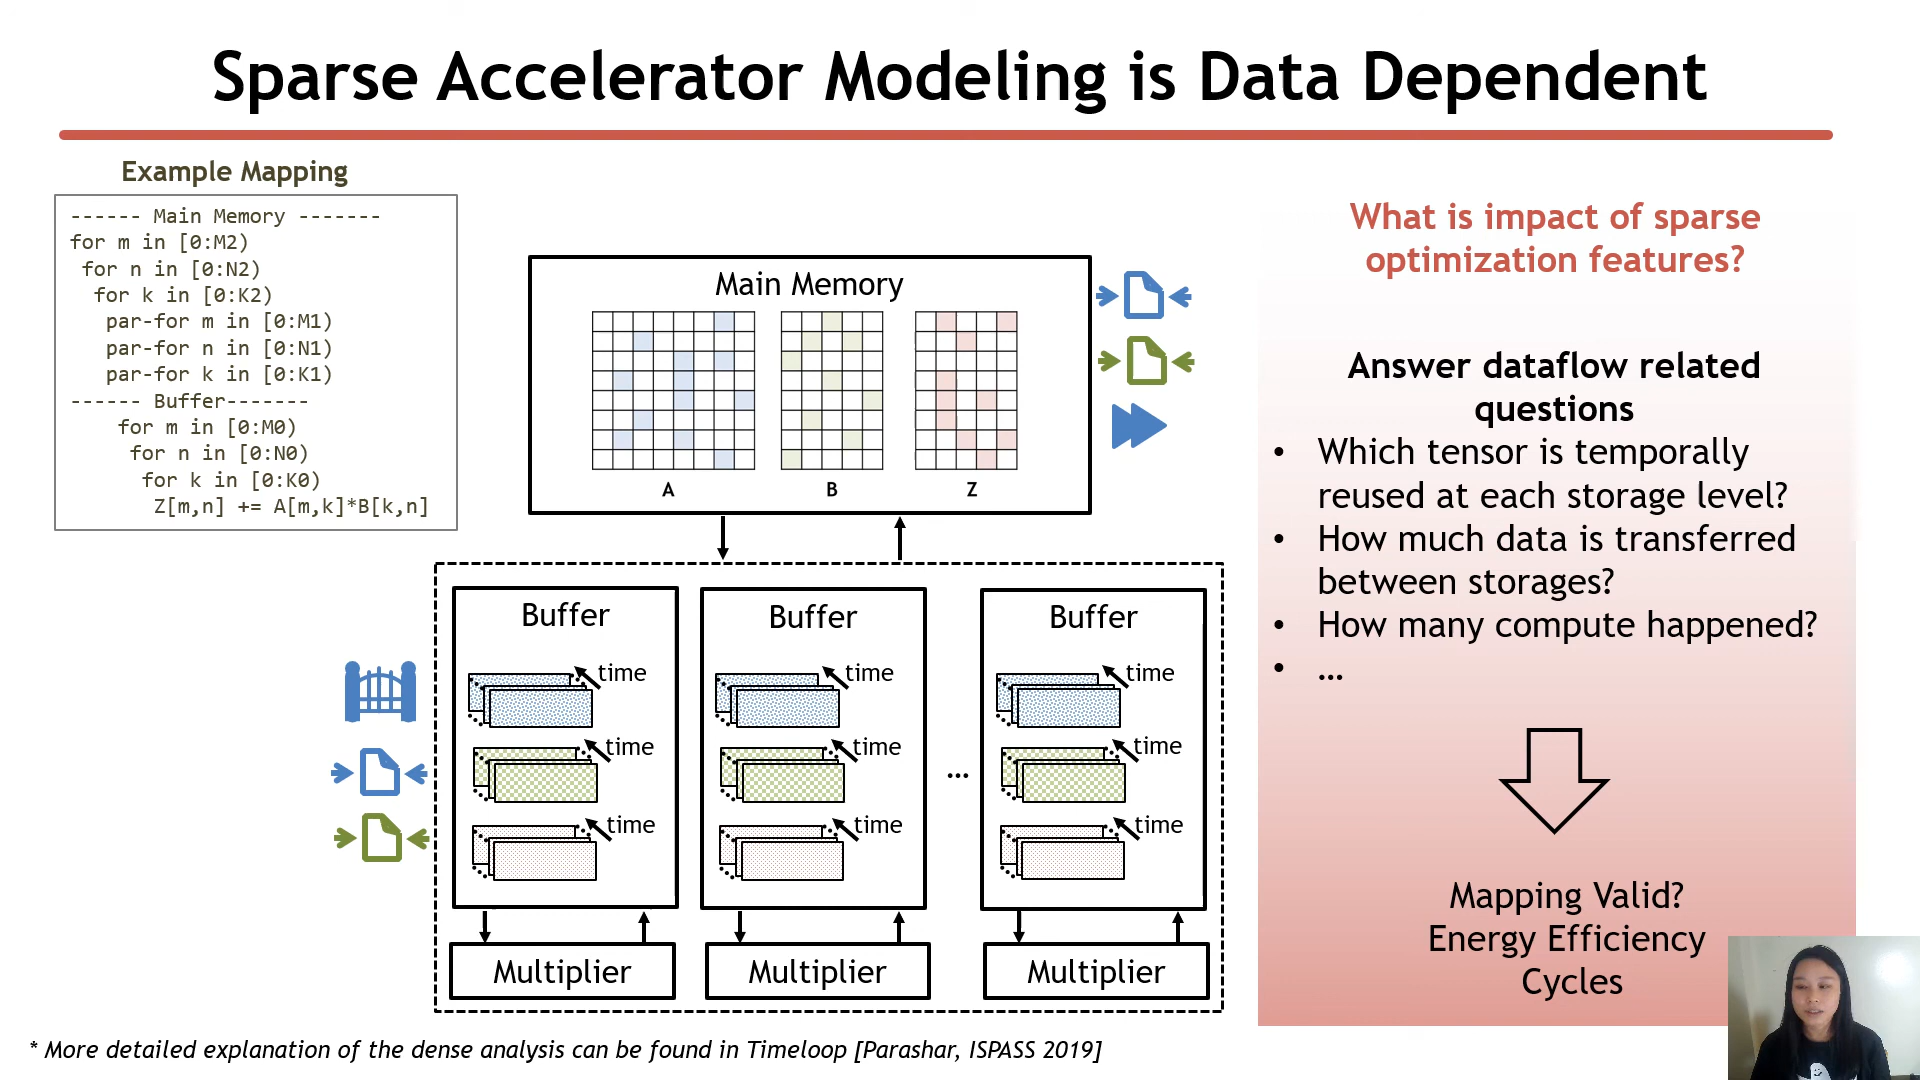 Sparse Accelerator Modeling is Data Dependent
Example Mapping
------ Main Memory -------
for m in [0:M2)
for n in [0:N2)
for k in [0:K2)
par-for m in [0:M1)
par-for n in [0:N1)
par-for k in [0:K1)
------ Buffer-------
for m in [0:M0)
for n in [0:N0)
for k in [0:K0)
Z[m,n] += A[m,k]*B[k,n]
Main Memory
A B Z
Buffer Buffer Buffer
time time time
time time time
...
time time time
Multiplier Multiplier Multiplier
What is impact of sparse
optimization features?
Answer dataflow related
questions
• Which tensor is temporally
reused at each storage level?
• How much data is transferred
between storages?
• How many compute happened?
• …
Mapping Valid?
Energy Efficiency
Cycles
* More detailed explanation of the dense analysis can be found in Timeloop [Parashar, ISPASS 2019]